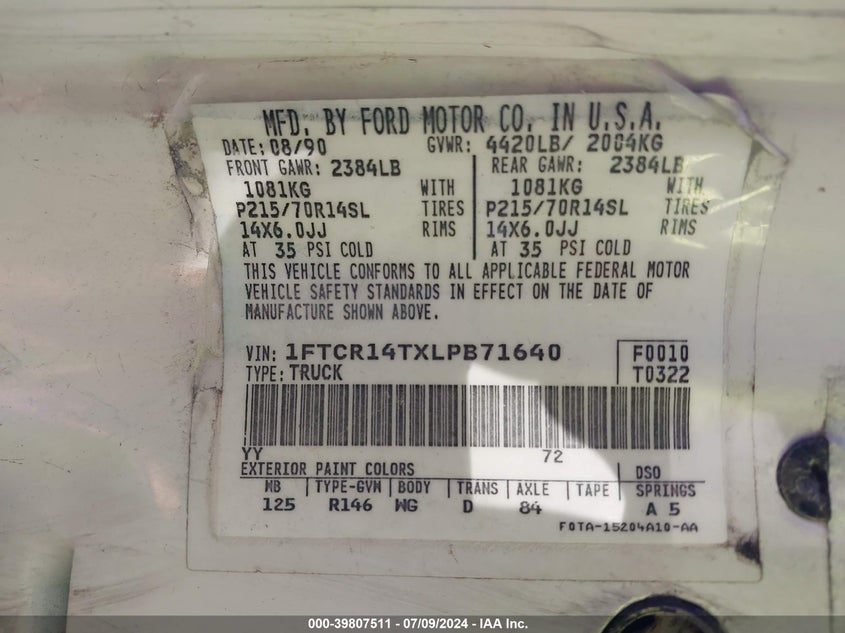 MFD. BY FORD MOTOR CO. IN U.S.A.
DATE: 08/90 GVWR: 4420LB/ 2004KG
FRONT GAWR: 2384LB REAR GAWR: 2384LB
1081KG WITH 1081KG WITH
P215/70R14SL TIRES P215/70R14SL TIRES
14X6.0JJ RIMS 14X6.0JJ RIMS
AT 35 PSI COLD AT 35 PSI COLD
THIS VEHICLE CONFORMS TO ALL APPLICABLE FEDERAL MOTOR
VEHICLE SAFETY STANDARDS IN EFFECT ON THE DATE OF
MANUFACTURE SHOWN ABOVE.
VIN: 1FTCR14TXLPB71640 F0010
TYPE: TRUCK T0322
YY 72
EXTERIOR PAINT COLORS DSO
WB TYPE-GVW BODY TRANS AXLE TAPE SPRINGS
125 R146 WG D 84 A 5
F0TA-15204A10-AA
000-39807511 - 07/09/2024 - IAA Inc.